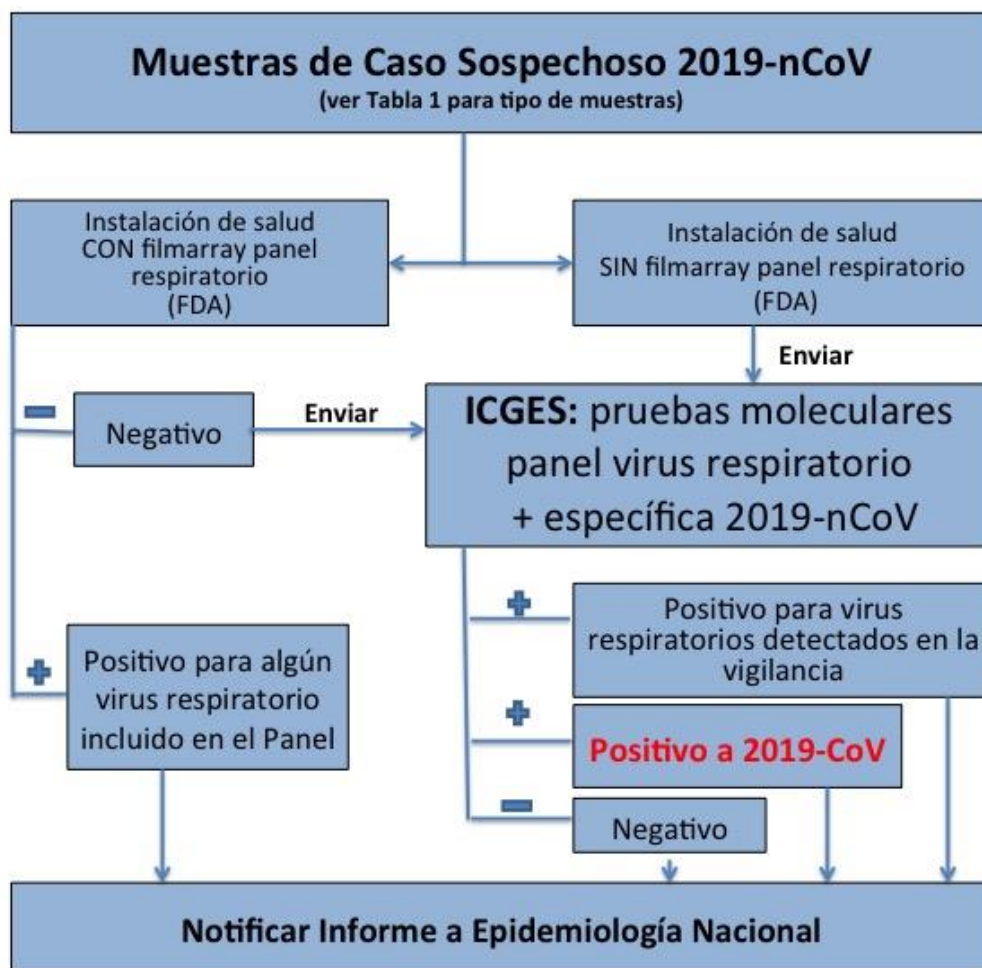 Muestras de Caso Sospechoso 2019-nCoV
(ver Tabla 1 para tipo de muestras)
Instalación de salud
CON filmarray panel
respiratorio
(FDA)
Instalación de salud
SIN filmarray panel respiratorio
(FDA)
Enviar
Negativo
Enviar
ICGES: pruebas moleculares
panel virus respiratorio
+ específica 2019-nCoV
Positivo para virus
respiratorios detectados en la
vigilancia
Positivo para algún
virus respiratorio
incluido en el Panel
Positivo a 2019-CoV
Negativo
Notificar Informe a Epidemiología Nacional